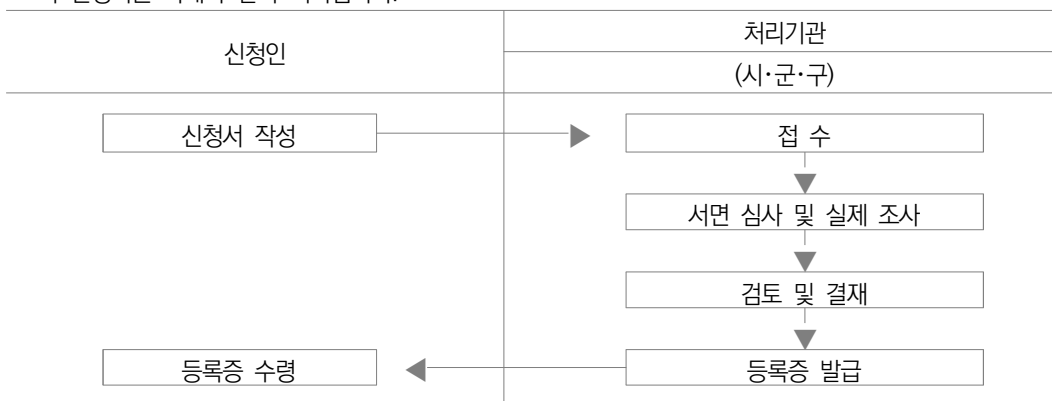 신청인
처리기관
(시·군·구)
신청서 작성
접 수
서면 심사 및 실제 조사
검토 및 결재
등록증 수령
등록증 발급